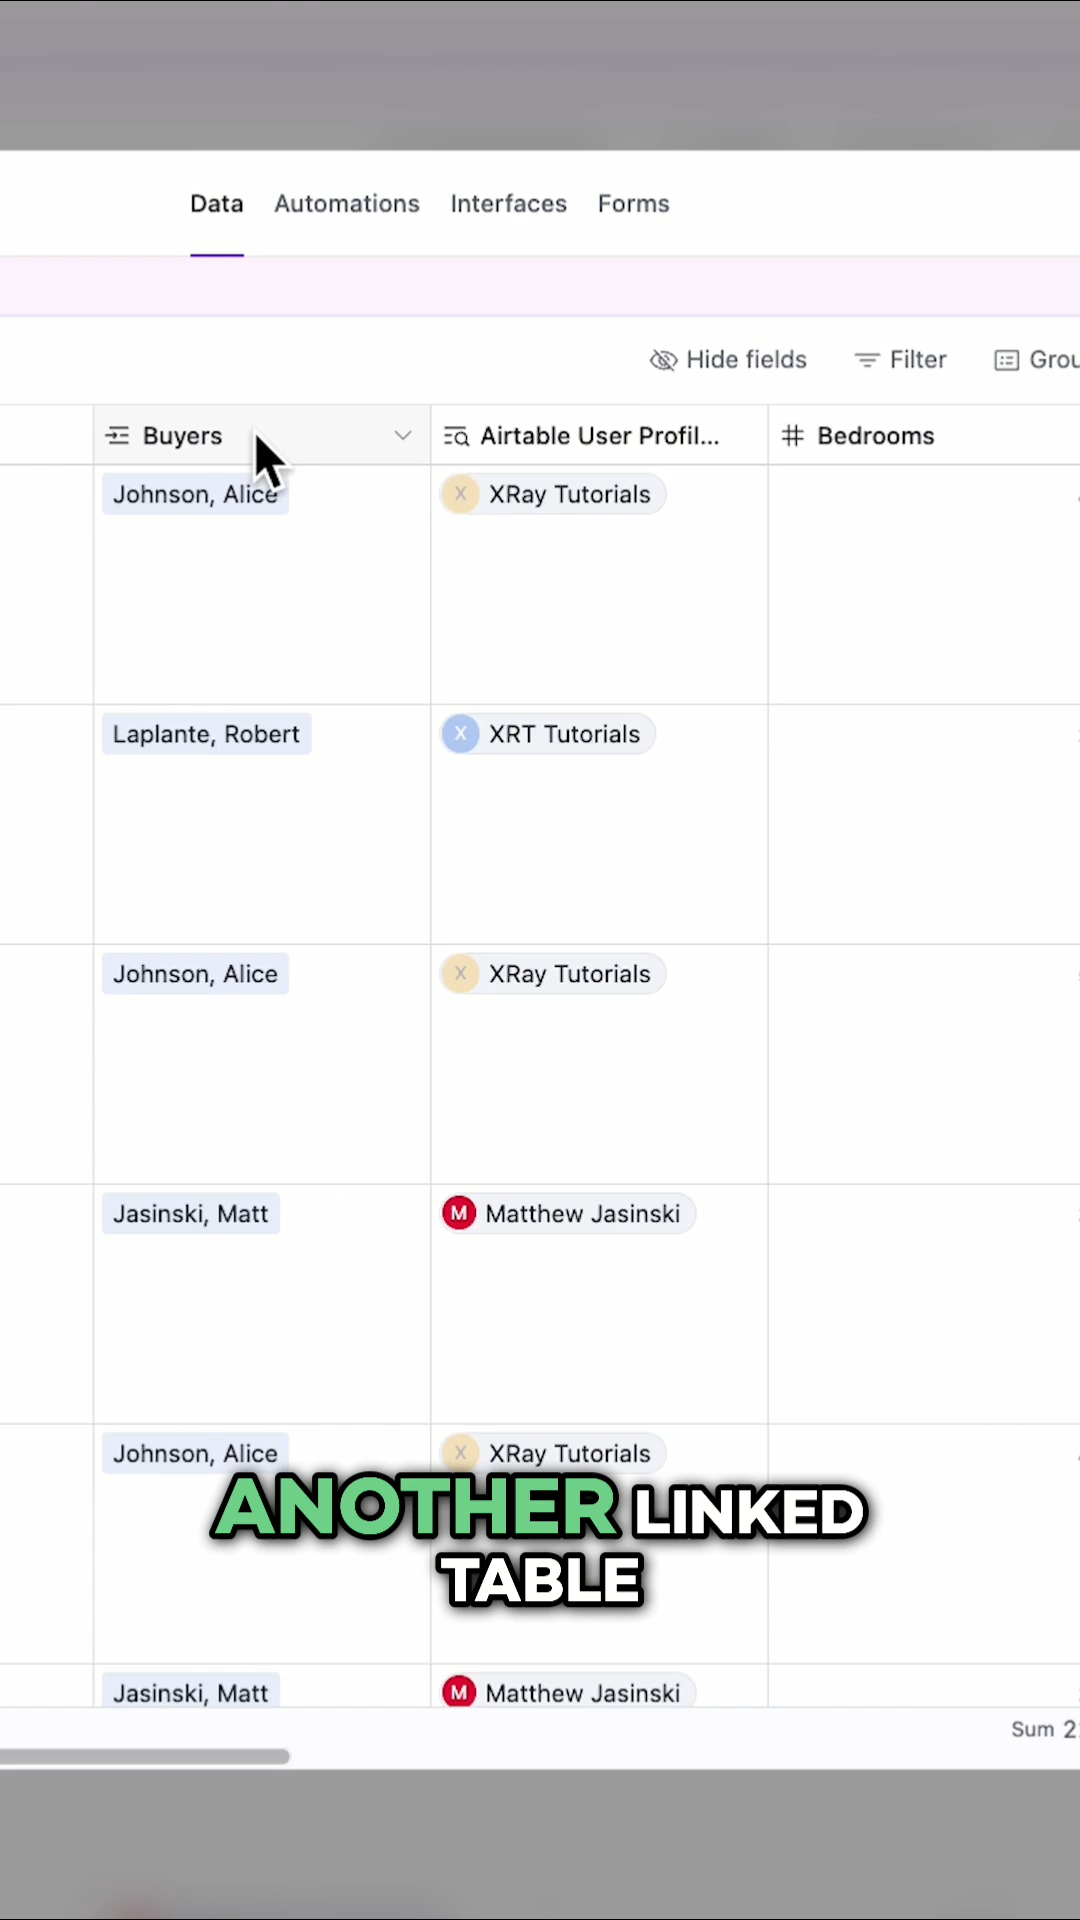 Data Automations Interfaces Forms
Hide fields Filter Grou
Buyers Airtable User Profil... # Bedrooms
Johnson, Alice X XRay Tutorials
Laplante, Robert X XRT Tutorials
Johnson, Alice X XRay Tutorials
Jasinski, Matt M Matthew Jasinski
Johnson, Alice X XRay Tutorials
ANOTHER LINKED
TABLE
Jasinski, Matt M Matthew Jasinski
Sum 2